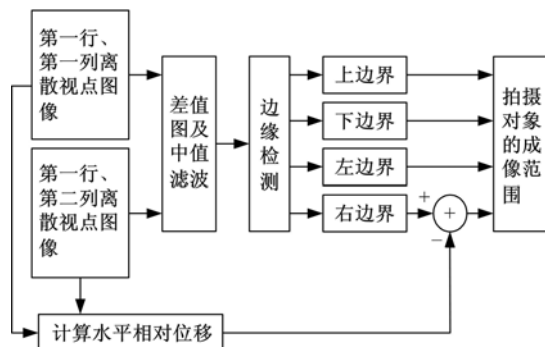 第一行、
第一列离
散视点图
像
第一行、
第二列离
散视点图
像
差值
图及
中值
滤波
边
缘
检
测
上边界
下边界
左边界
右边界
+
+
−
拍摄
对象
的成
像范
围
计算水平相对位移